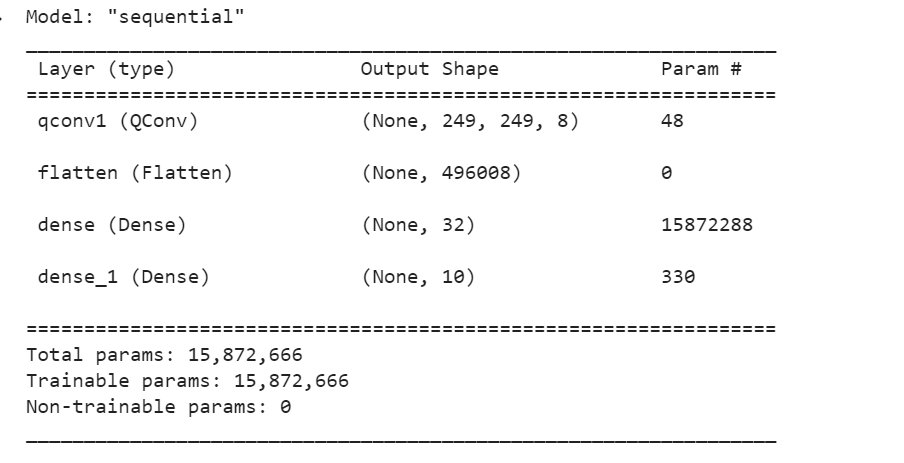 Model: "sequential"
Layer (type) Output Shape Param #
qconv1 (QConv) (None, 249, 249, 8) 48
flatten (Flatten) (None, 496008) 0
dense (Dense) (None, 32) 15872288
dense_1 (Dense) (None, 10) 330
Total params: 15,872,666
Trainable params: 15,872,666
Non-trainable params: 0